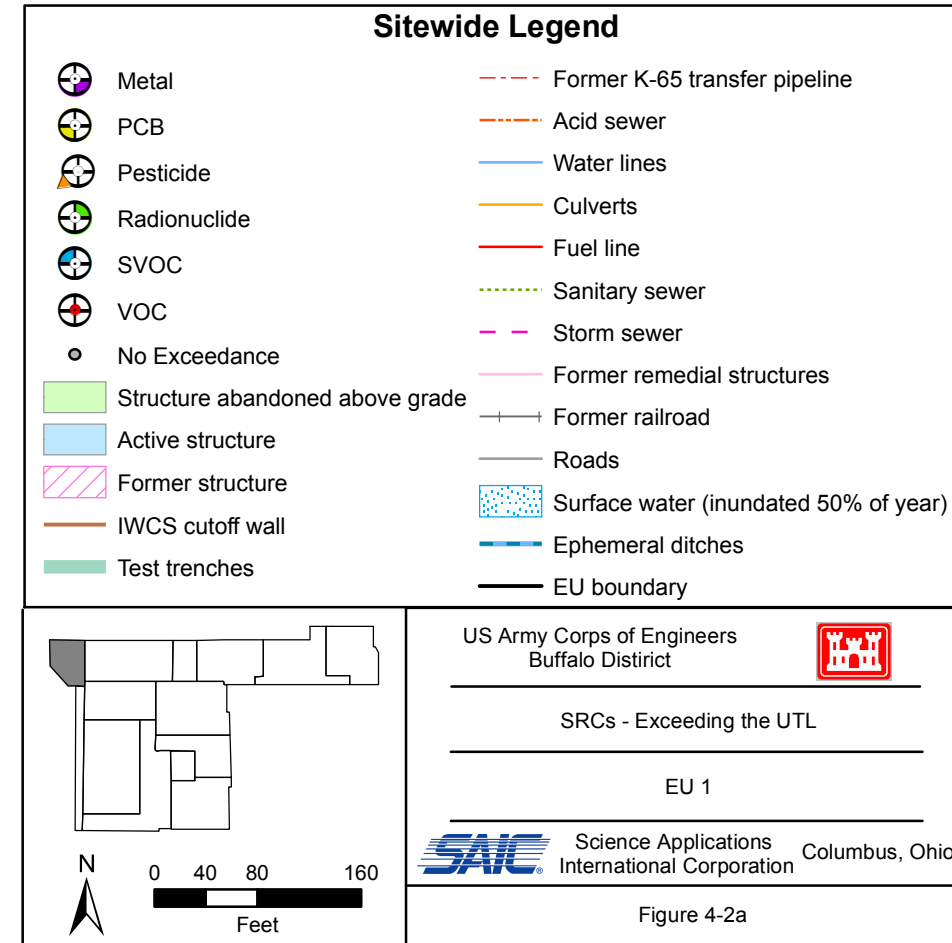 Sitewide Legend
Metal
PCB
Pesticide
Radionuclide
SVOC
VOC
No Exceedance
Structure abandoned above grade
Active structure
Former structure
IWCS cutoff wall
Test trenches
Former K-65 transfer pipeline
Acid sewer
Water lines
Culverts
Fuel line
Sanitary sewer
Storm sewer
Former remedial structures
Former railroad
Roads
Surface water (inundated 50% of year)
Ephemeral ditches
EU boundary
N
0 40 80 160
Feet
US Army Corps of Engineers
Buffalo Distirict
SRCs - Exceeding the UTL
EU 1
SAIC®
Science Applications
International Corporation
Columbus, Ohio
Figure 4-2a